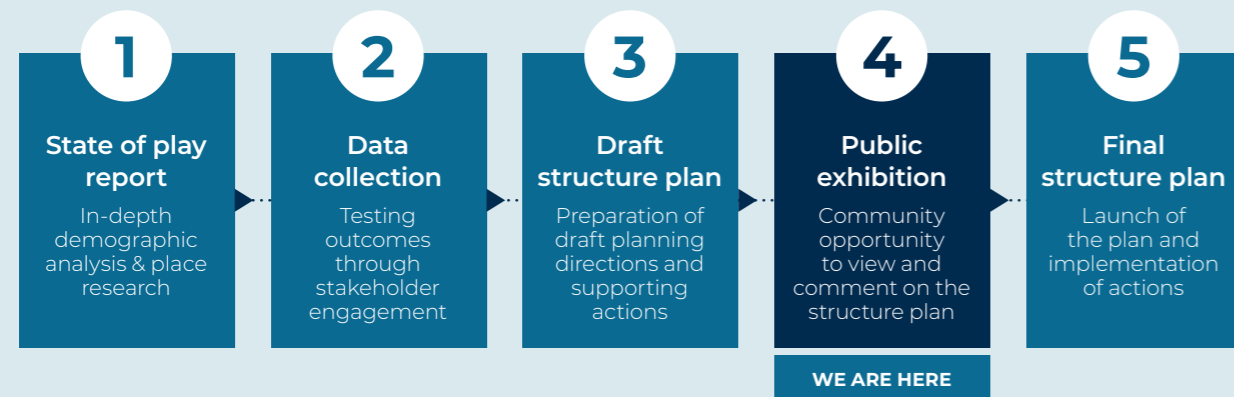 1
State of play
report
In-depth
demographic
analysis & place
research
2
Data
collection
Testing
outcomes
through
stakeholder
engagement
3
Draft
structure plan
Preparation of
draft planning
directions and
supporting
actions
4
Public
exhibition
Community
opportunity
to view and
comment on the
structure plan
WE ARE HERE
5
Final
structure plan
Launch of
the plan and
implementation
of actions